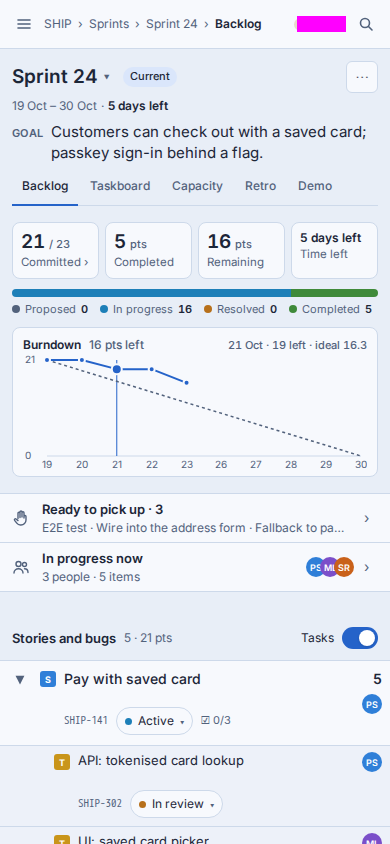 SHIP › Sprints › Sprint 24 › Backlog
Sprint 24 ▾ Current ...
19 Oct – 30 Oct · 5 days left
GOAL Customers can check out with a saved card;
passkey sign-in behind a flag.
Backlog Taskboard Capacity Retro Demo
21 / 23 5 pts 16 pts 5 days left
Committed › Completed Remaining Time left
Proposed 0 In progress 16 Resolved 0 Completed 5
Burndown 16 pts left 21 Oct · 19 left · ideal 16.3
21
0
19 20 21 22 23 26 27 28 29 30
Ready to pick up · 3
E2E test · Wire into the address form · Fallback to pa... ›
In progress now
3 people · 5 items PS SR ›
Stories and bugs 5 · 21 pts Tasks
▼ S Pay with saved card 5
PS
SHIP-141 Active ▾ ☑ 0/3
T API: tokenised card lookup PS
SHIP-302 In review ▾
T UI: saved card picker